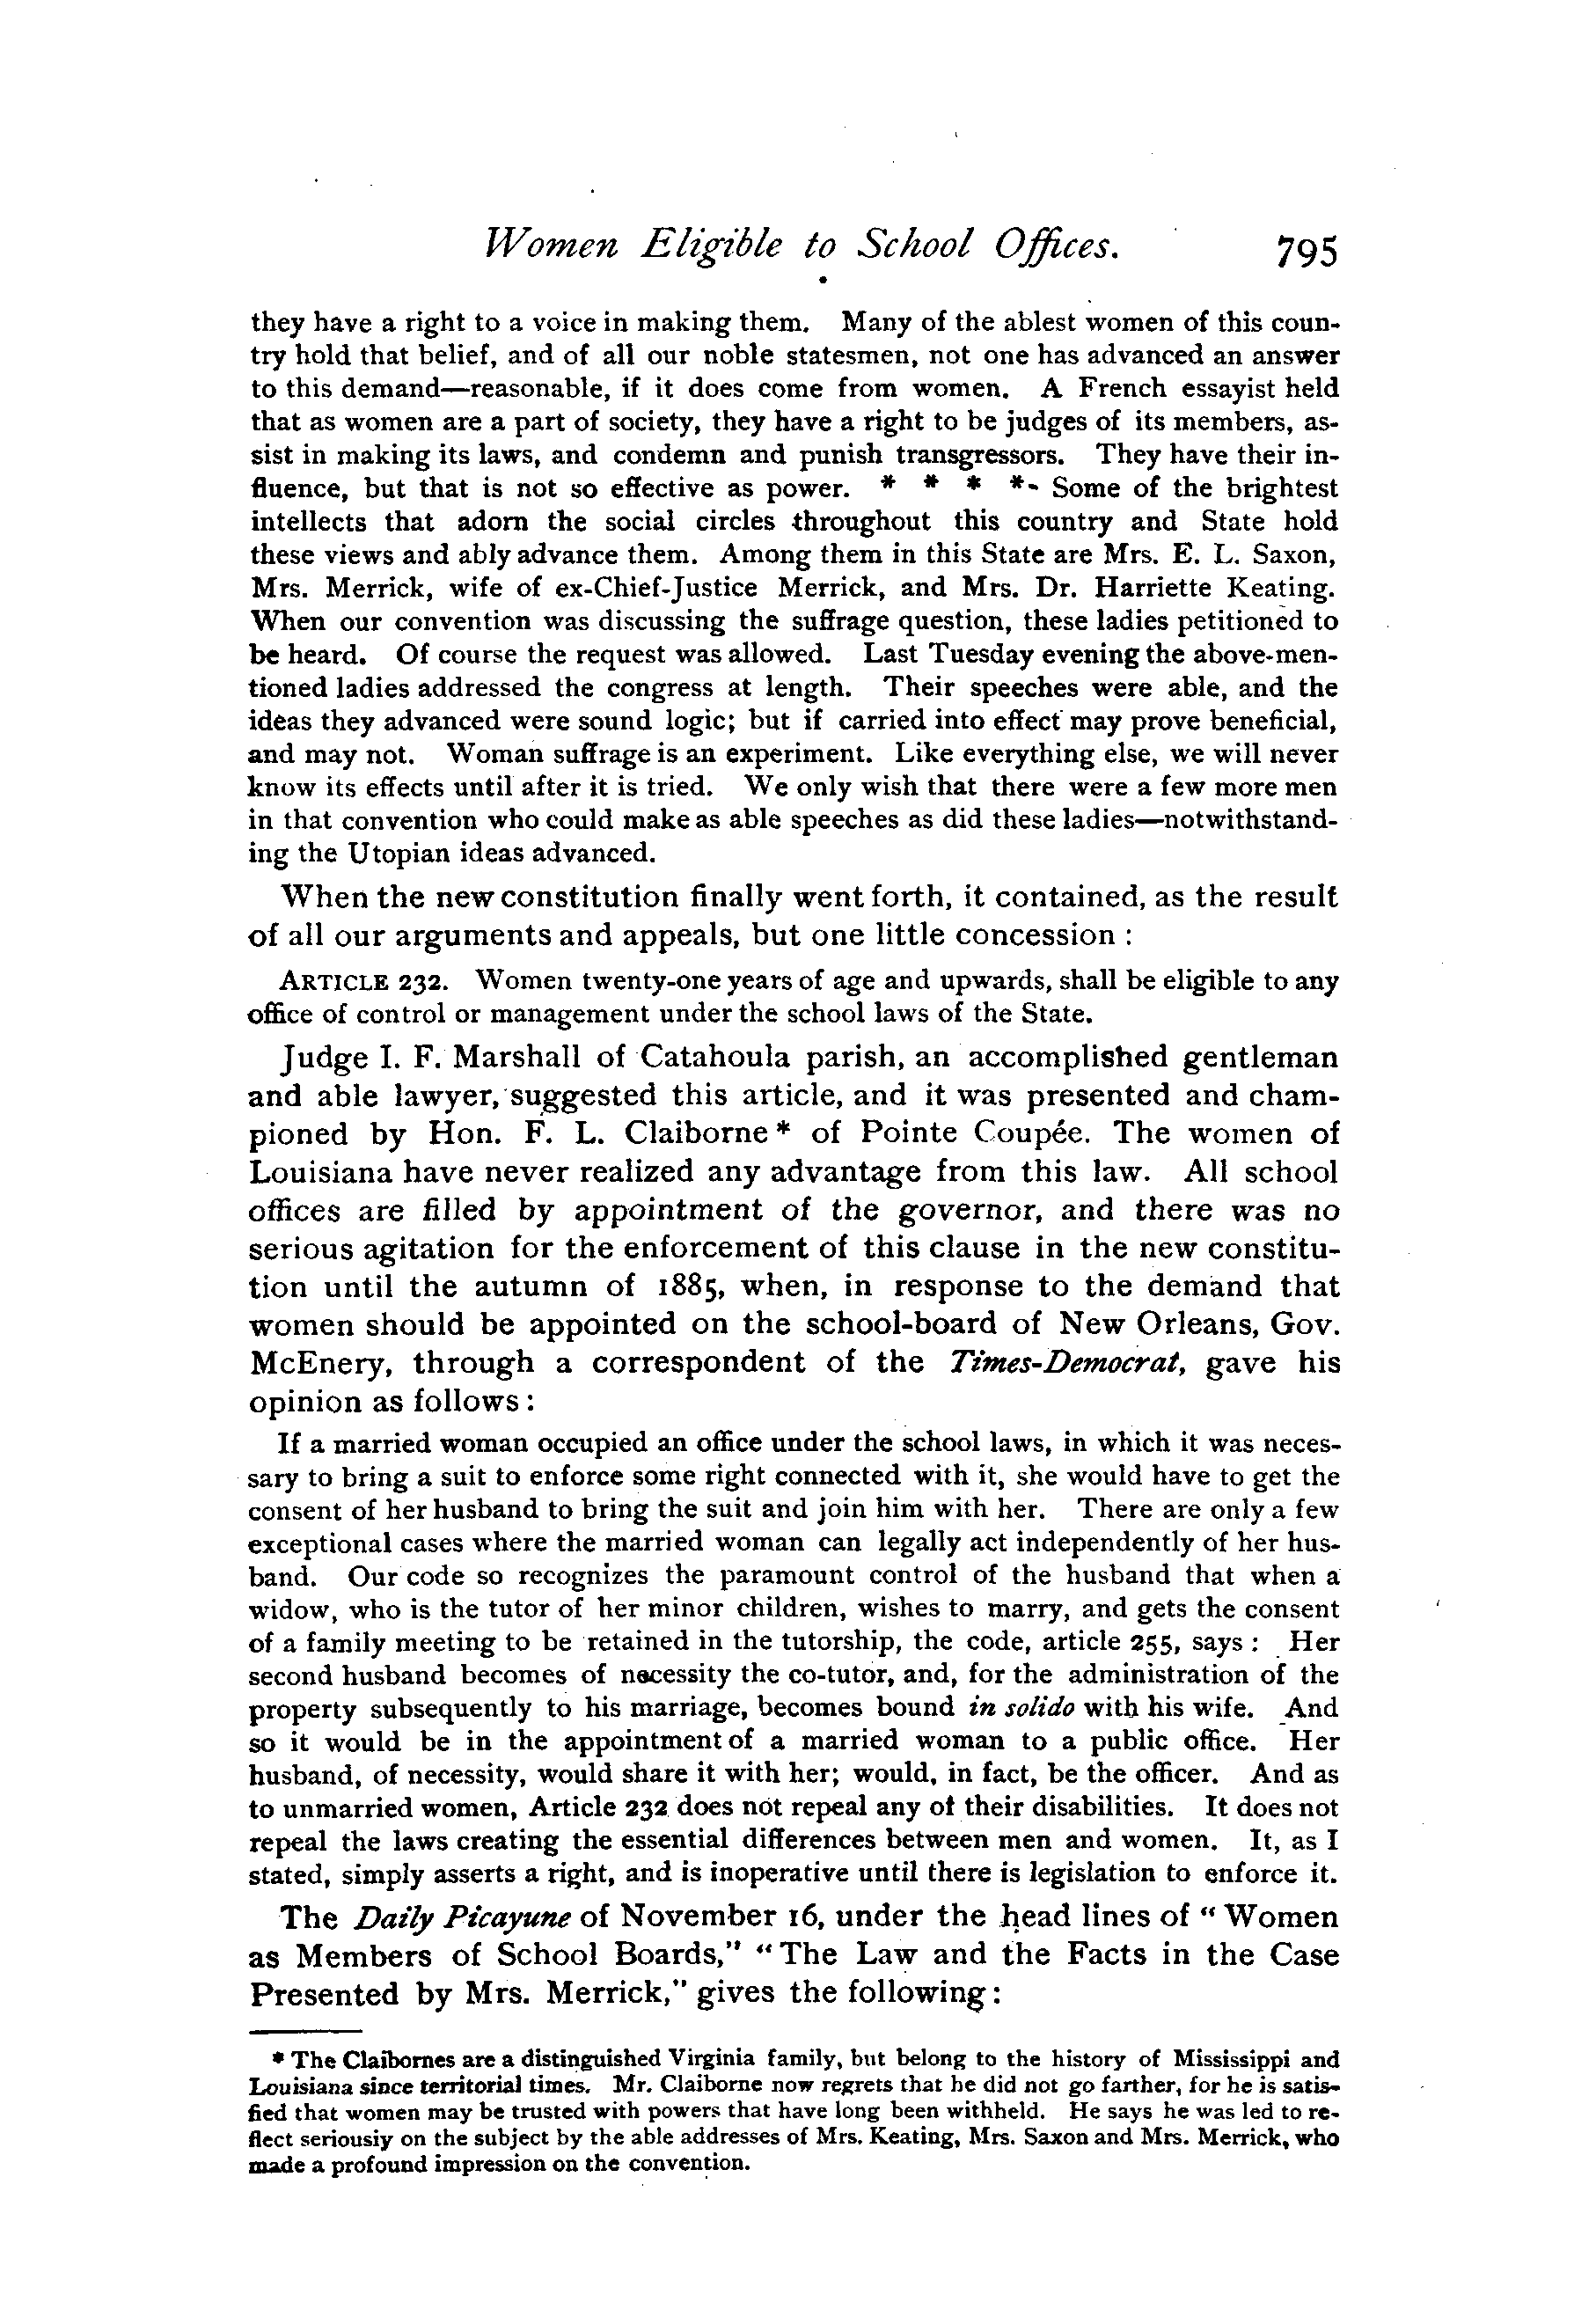 Women Eligible to School Offices. 795
they have a right to a voice in making them. Many of the ablest women of this coun-
try hold that belief, and of all our noble statesmen, not one has advanced an answer
to this demand—reasonable, if it does come from women. A French essayist held
that as women are a part of society, they have a right to be judges of its members, as-
sist in making its laws, and condemn and punish transgressors. They have their in-
fluence, but that is not so effective as power. * * * * Some of the brightest
intellects that adorn the social circles throughout this country and State hold
these views and ably advance them. Among them in this State are Mrs. E. L. Saxon,
Mrs. Merrick, wife of ex-Chief-Justice Merrick, and Mrs. Dr. Harriette Keating.
When our convention was discussing the suffrage question, these ladies petitioned to
be heard. Of course the request was allowed. Last Tuesday evening the above-men-
tioned ladies addressed the congress at length. Their speeches were able, and the
ideas they advanced were sound logic; but if carried into effect may prove beneficial,
and may not. Woman suffrage is an experiment. Like everything else, we will never
know its effects until after it is tried. We only wish that there were a few more men
in that convention who could make as able speeches as did these ladies—notwithstand-
ing the Utopian ideas advanced.
When the new constitution finally went forth, it contained, as the result
of all our arguments and appeals, but one little concession :
ARTICLE 232. Women twenty-one years of age and upwards, shall be eligible to any
office of control or management under the school laws of the State.
Judge I. F. Marshall of Catahoula parish, an accomplished gentleman
and able lawyer, suggested this article, and it was presented and cham-
pioned by Hon. F. L. Claiborne * of Pointe Coupée. The women of
Louisiana have never realized any advantage from this law. All school
offices are filled by appointment of the governor, and there was no
serious agitation for the enforcement of this clause in the new constitu-
tion until the autumn of 1885, when, in response to the demand that
women should be appointed on the school-board of New Orleans, Gov.
McEnery, through a correspondent of the Times-Democrat, gave his
opinion as follows :
If a married woman occupied an office under the school laws, in which it was neces-
sary to bring a suit to enforce some right connected with it, she would have to get the
consent of her husband to bring the suit and join him with her. There are only a few
exceptional cases where the married woman can legally act independently of her hus-
band. Our code so recognizes the paramount control of the husband that when a
widow, who is the tutor of her minor children, wishes to marry, and gets the consent
of a family meeting to be retained in the tutorship, the code, article 255, says : Her
second husband becomes of necessity the co-tutor, and, for the administration of the
property subsequently to his marriage, becomes bound in solido with his wife. And
so it would be in the appointment of a married woman to a public office. Her
husband, of necessity, would share it with her; would, in fact, be the officer. And as
to unmarried women, Article 232 does not repeal any of their disabilities. It does not
repeal the laws creating the essential differences between men and women. It, as I
stated, simply asserts a right, and is inoperative until there is legislation to enforce it.
The Daily Picayune of November 16, under the head lines of " Women
as Members of School Boards," " The Law and the Facts in the Case
Presented by Mrs. Merrick," gives the following :
* The Claibornes are a distinguished Virginia family, but belong to the history of Mississippi and
Louisiana since territorial times. Mr. Claiborne now regrets that he did not go farther, for he is satis-
fied that women may be trusted with powers that have long been withheld. He says he was led to re-
flect seriousiy on the subject by the able addresses of Mrs. Keating, Mrs. Saxon and Mrs. Merrick, who
made a profound impression on the convention.